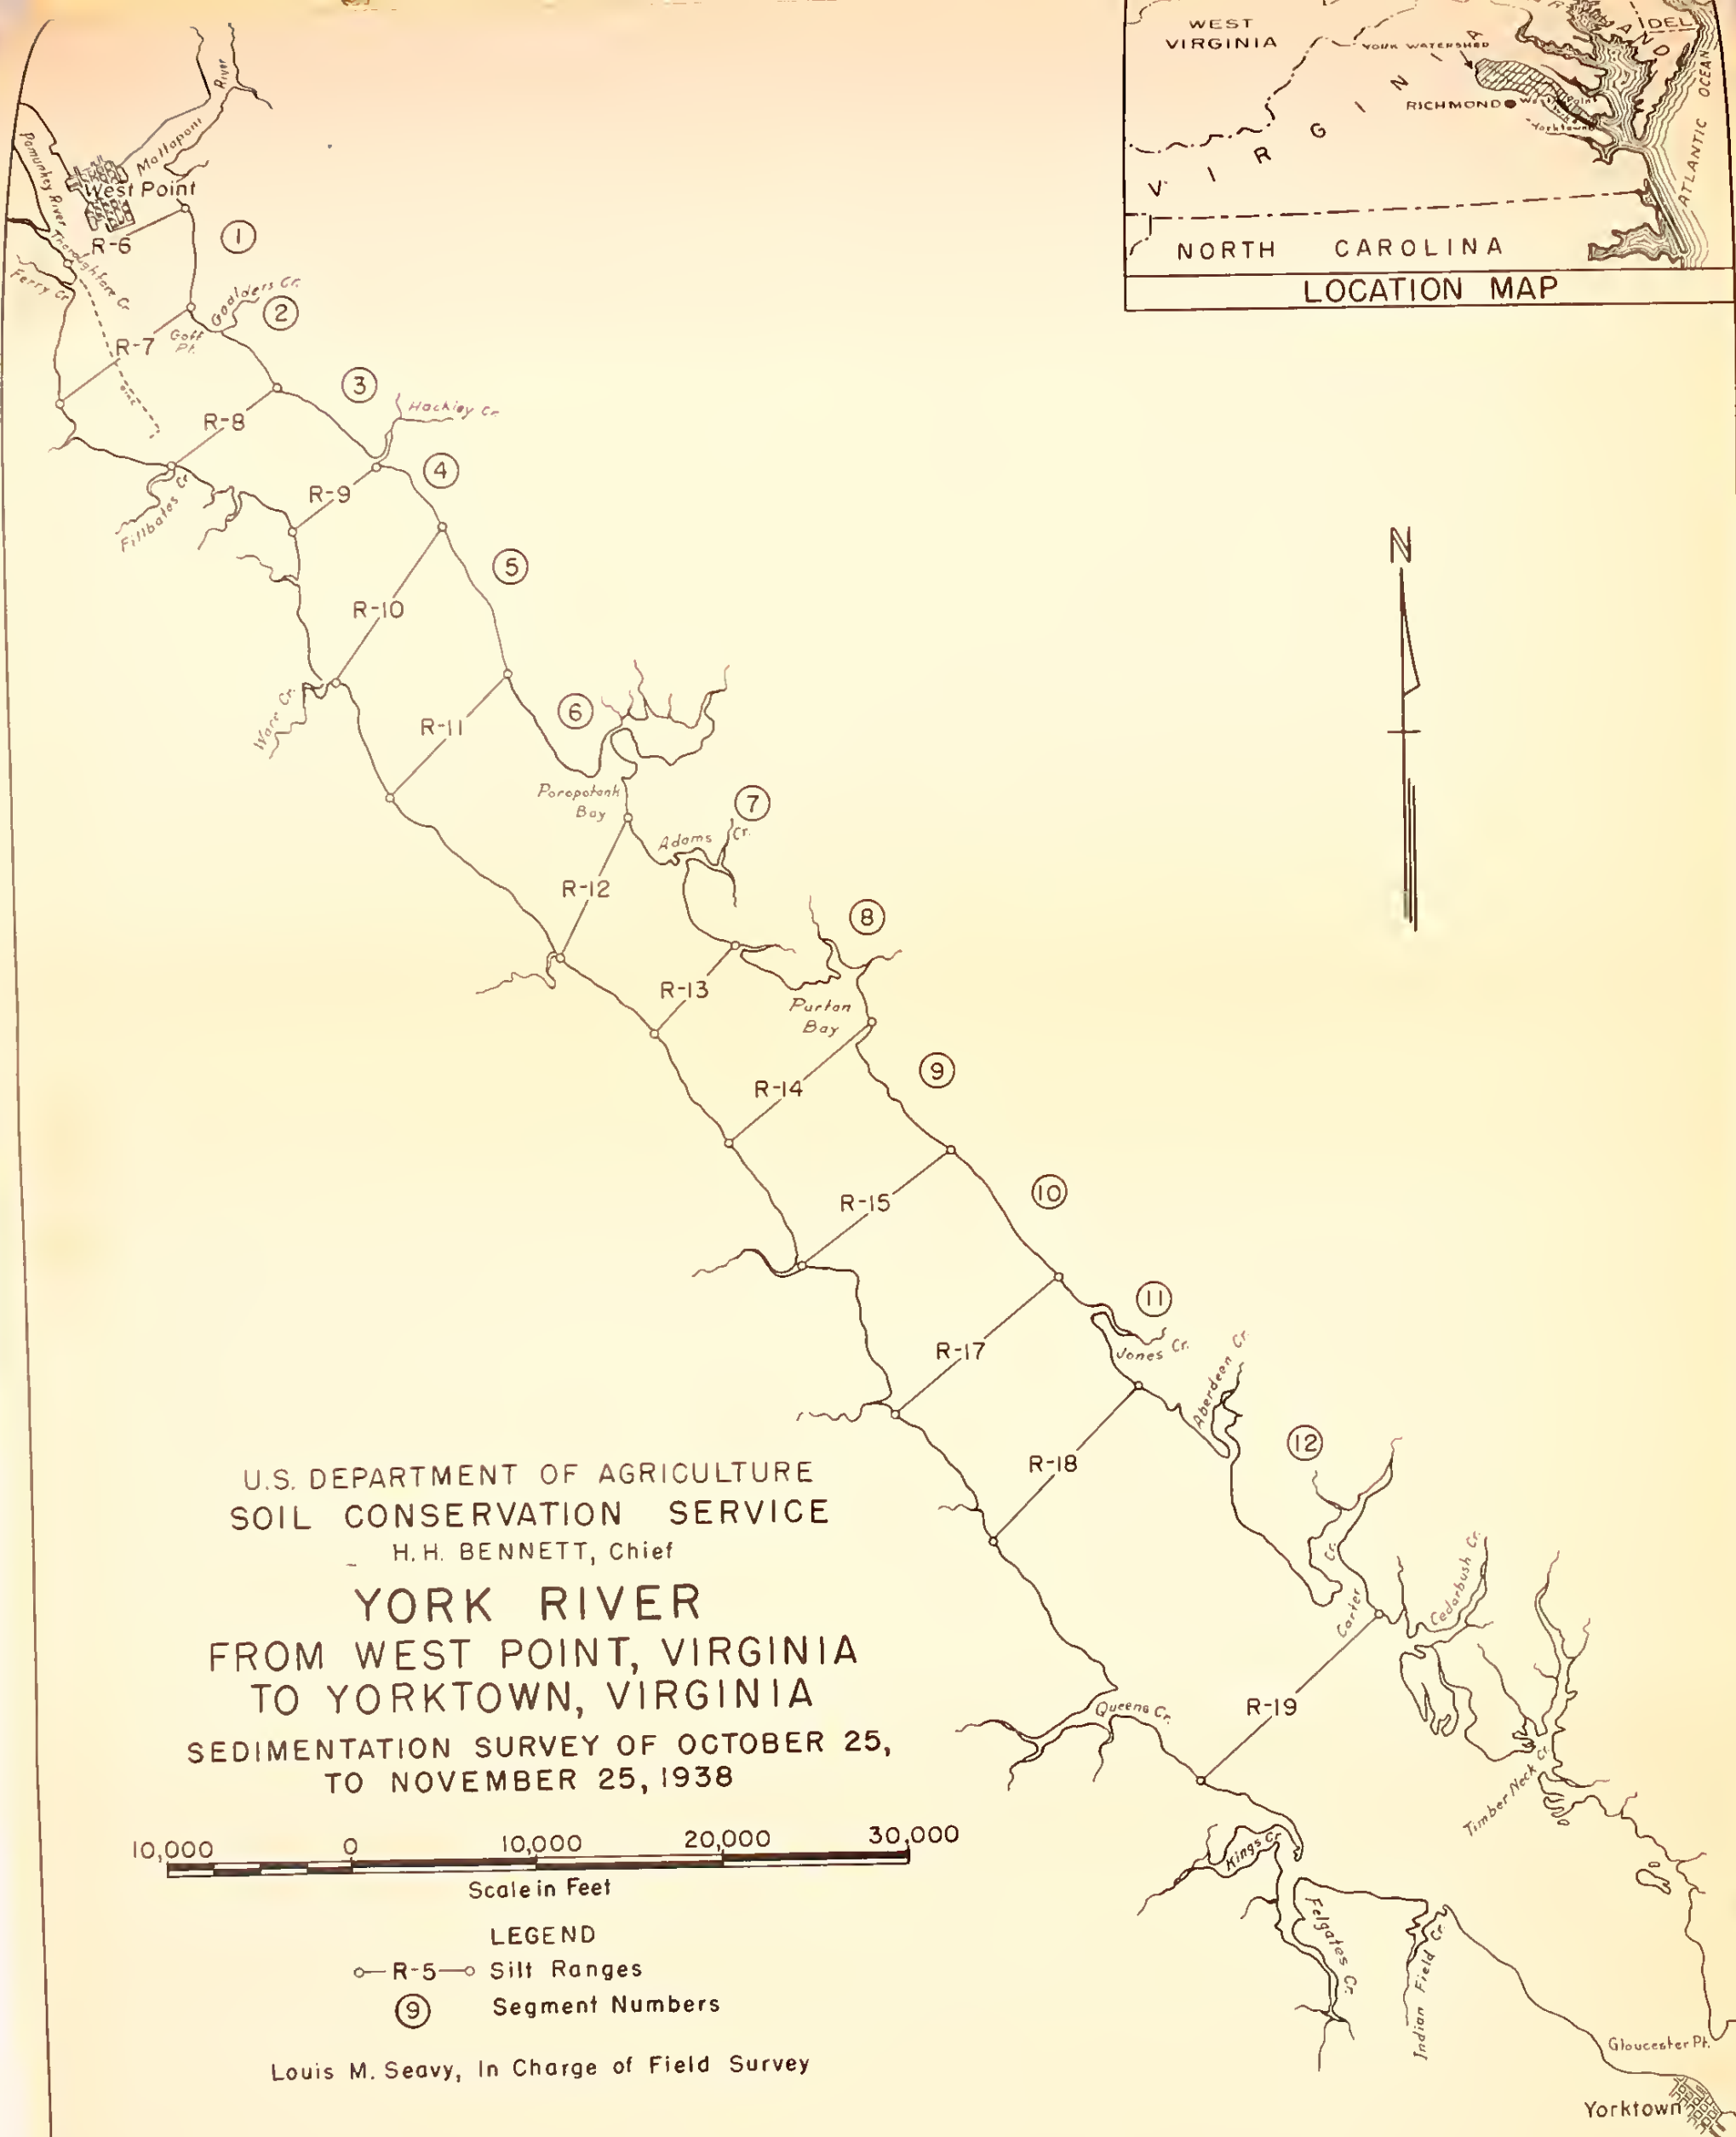 WEST
VIRGINIA
DEL.
YORK WATERSHED
RICHMOND
Yorktown
VIRGINIA
ATLANTIC OCEAN
NORTH CAROLINA
LOCATION MAP
River
Mattaponi
Pamunkey River
West Point
R-6
1
Thoroughfare Cr.
Ferry Cr.
Goalders Cr.
2
Goff
Pt.
R-7
3
Hockley Cr.
R-8
4
R-9
Fillbates Cr.
N
5
R-10
Ware Cr.
6
R-11
Poropotank
Bay
7
Adams Cr.
R-12
8
R-13
Purtan
Bay
9
R-14
10
R-15
11
Jones Cr.
R-17
Aberdeen Cr.
12
R-18
Carter Cr.
Cedarbush Cr.
R-19
Queens Cr.
Timber Neck Cr.
Kings Cr.
Felgates Cr.
Indian Field Cr.
Gloucester Pt.
Yorktown
U.S. DEPARTMENT OF AGRICULTURE
SOIL CONSERVATION SERVICE
H. H. BENNETT, Chief
YORK RIVER
FROM WEST POINT, VIRGINIA
TO YORKTOWN, VIRGINIA
SEDIMENTATION SURVEY OF OCTOBER 25,
TO NOVEMBER 25, 1938
10,000 0 10,000 20,000 30,000
Scale in Feet
LEGEND
R-5 Silt Ranges
9 Segment Numbers
Louis M. Seavy, In Charge of Field Survey